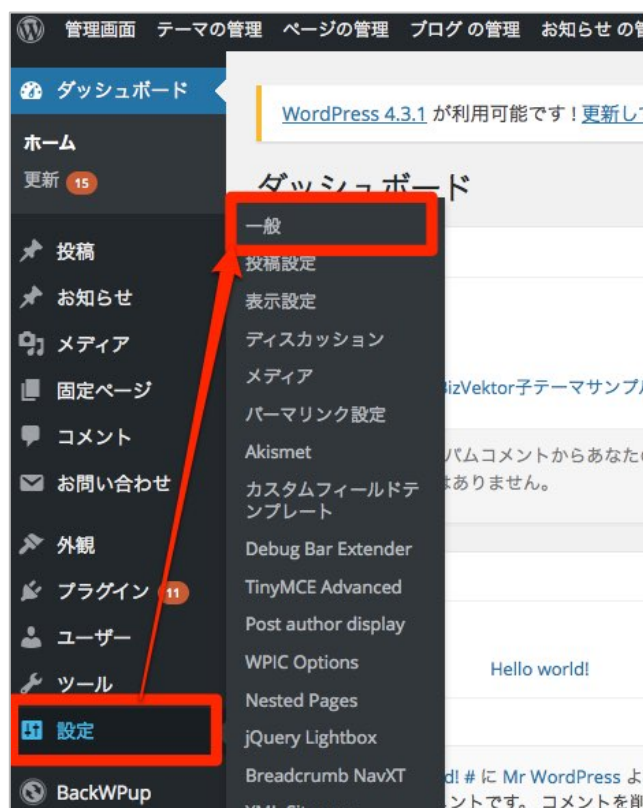 管理画面 テーマの管理 ページの管理 ブログ の管理 お知らせ の
ダッシュボード
WordPress 4.3.1 が利用可能です ! 更新し
ホーム
更新 15
ダッシュボード
一般
投稿
投稿設定
お知らせ
表示設定
メディア
ディスカッション
固定ページ
メディア
izVektor子テーマサンプ
コメント
パーマリンク設定
お問い合わせ
Akismet
パムコメントからあなた
カスタムフィールドテ
ンプレート
はありません。
外観
Debug Bar Extender
プラグイン 11
TinyMCE Advanced
ユーザー
Post author display
ツール
WPIC Options
Hello world!
設定
Nested Pages
jQuery Lightbox
BackWPup
Breadcrumb NavXT
d! # に Mr WordPress よ
ントです。 コメントを